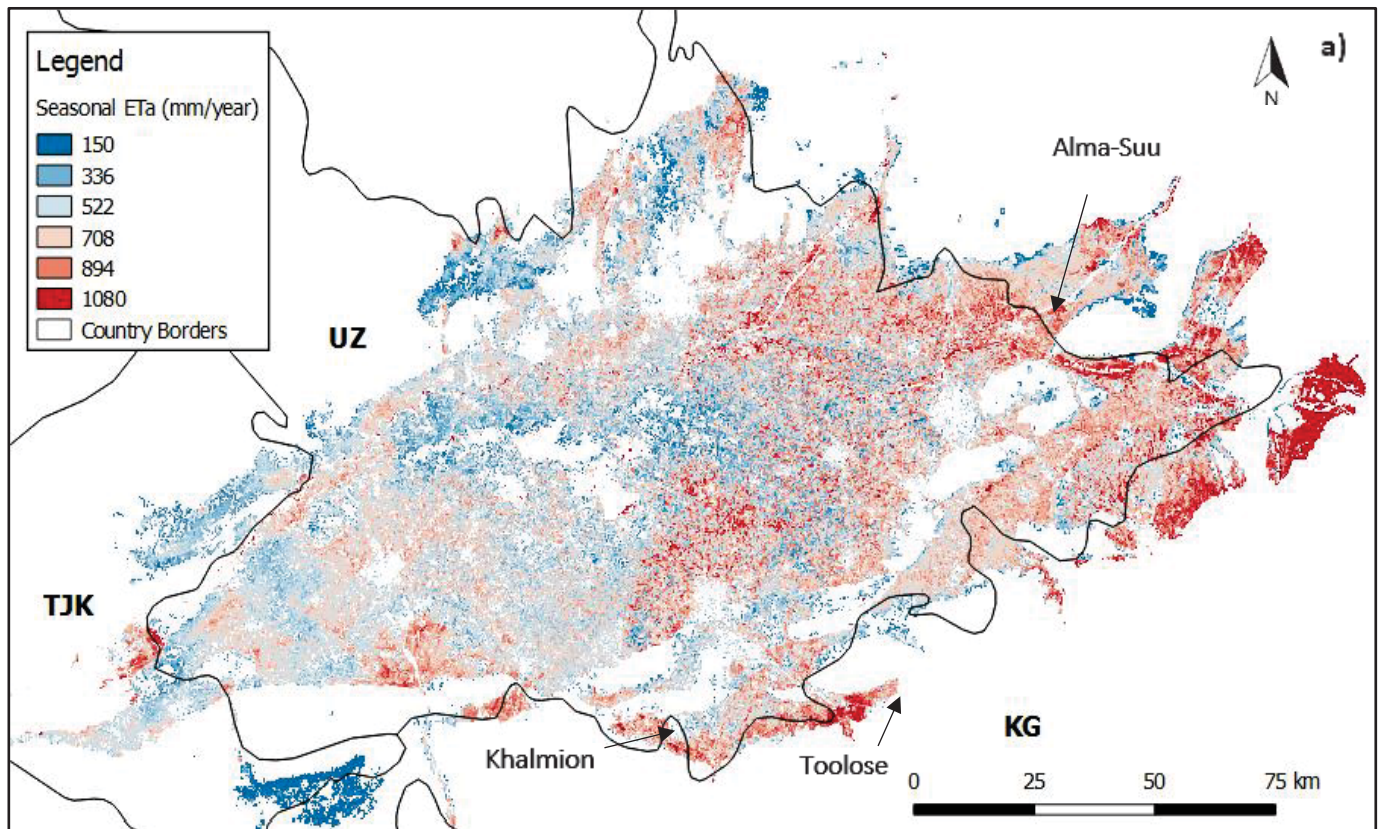 a)
Legend
Seasonal ETa (mm/year)
150
336
522
708
894
1080
Country Borders
N
Alma-Suu
UZ
TJK
Khalmion
Toolose
KG
0 25 50 75 km